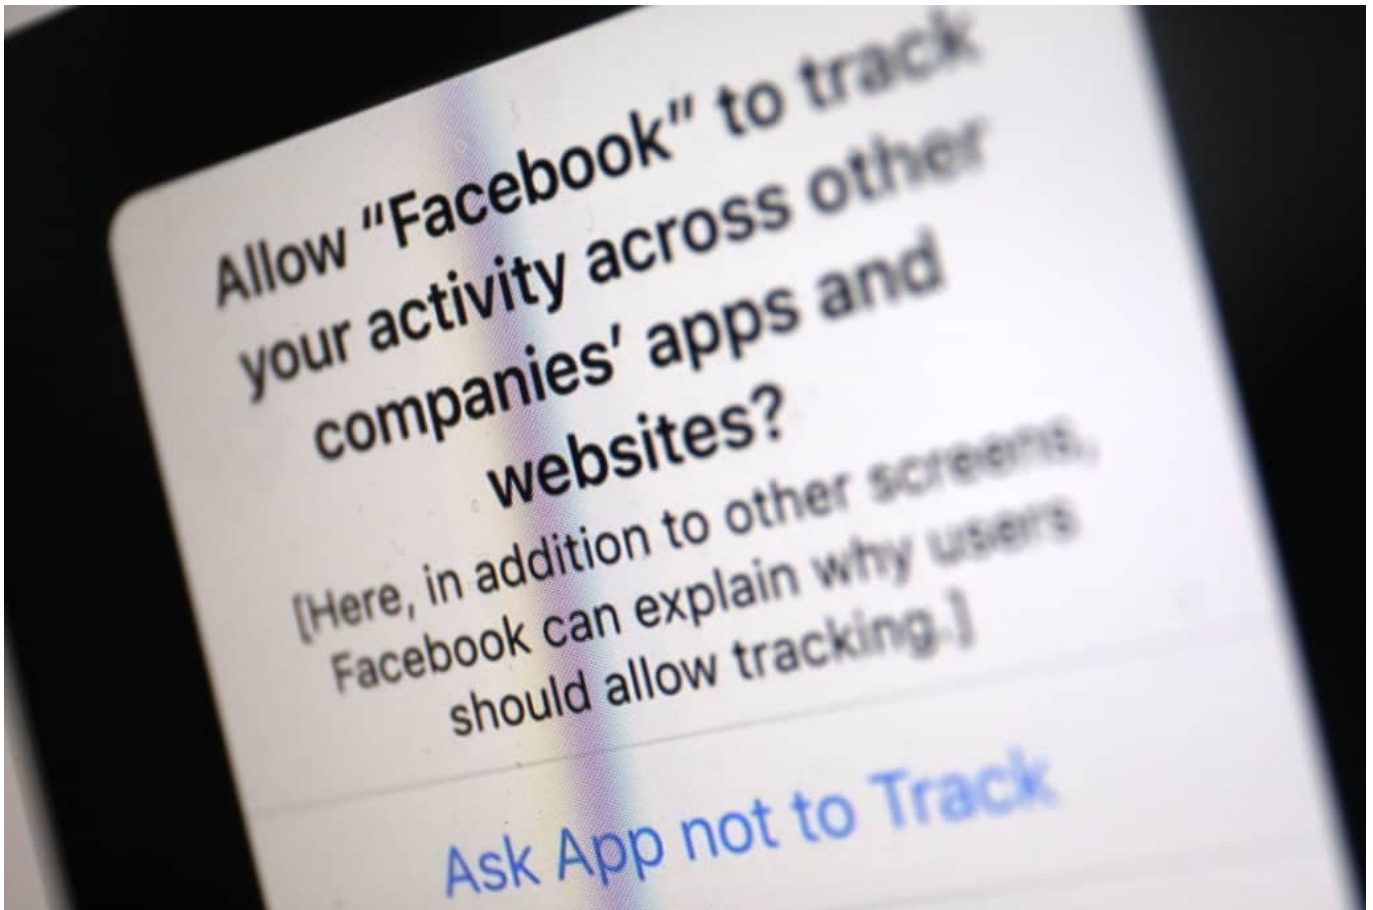 Allow “Facebook” to track
your activity across other
companies’ apps and
websites?
[Here, in addition to other screens,
Facebook can explain why users
should allow tracking.]
Ask App not to Track